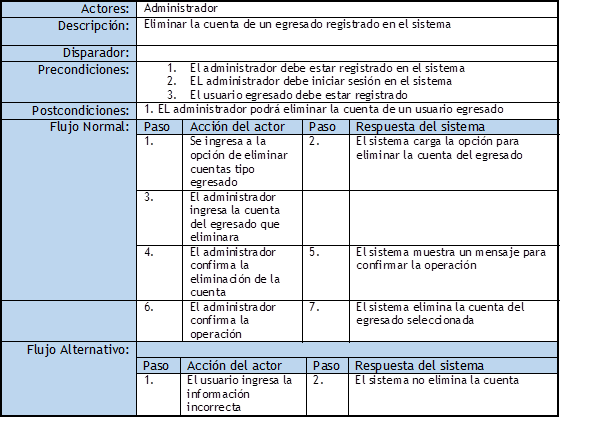 Actores: Administrador
Descripción: Eliminar la cuenta de un egresado registrado en el sistema
Disparador:
Precondiciones: 1. El administrador debe estar registrado en el sistema
2. EL administrador debe iniciar sesión en el sistema
3. El usuario egresado debe estar registrado
Postcondiciones: 1. EL administrador podrá eliminar la cuenta de un usuario egresado
Flujo Normal: Paso Acción del actor Paso Respuesta del sistema
1. Se ingresa a la 2. El sistema carga la opción para
opción de eliminar eliminar la cuenta del egresado
cuentas tipo
egresado
3. El administrador
ingresa la cuenta
del egresado que
eliminara
4. El administrador 5. El sistema muestra un mensaje para
confirma la confirmar la operación
eliminación de la
cuenta
6. El administrador 7. El sistema elimina la cuenta del
confirma la egresado seleccionada
operación
Flujo Alternativo:
Paso Acción del actor Paso Respuesta del sistema
1. El usuario ingresa la 2. El sistema no elimina la cuenta
información
incorrecta